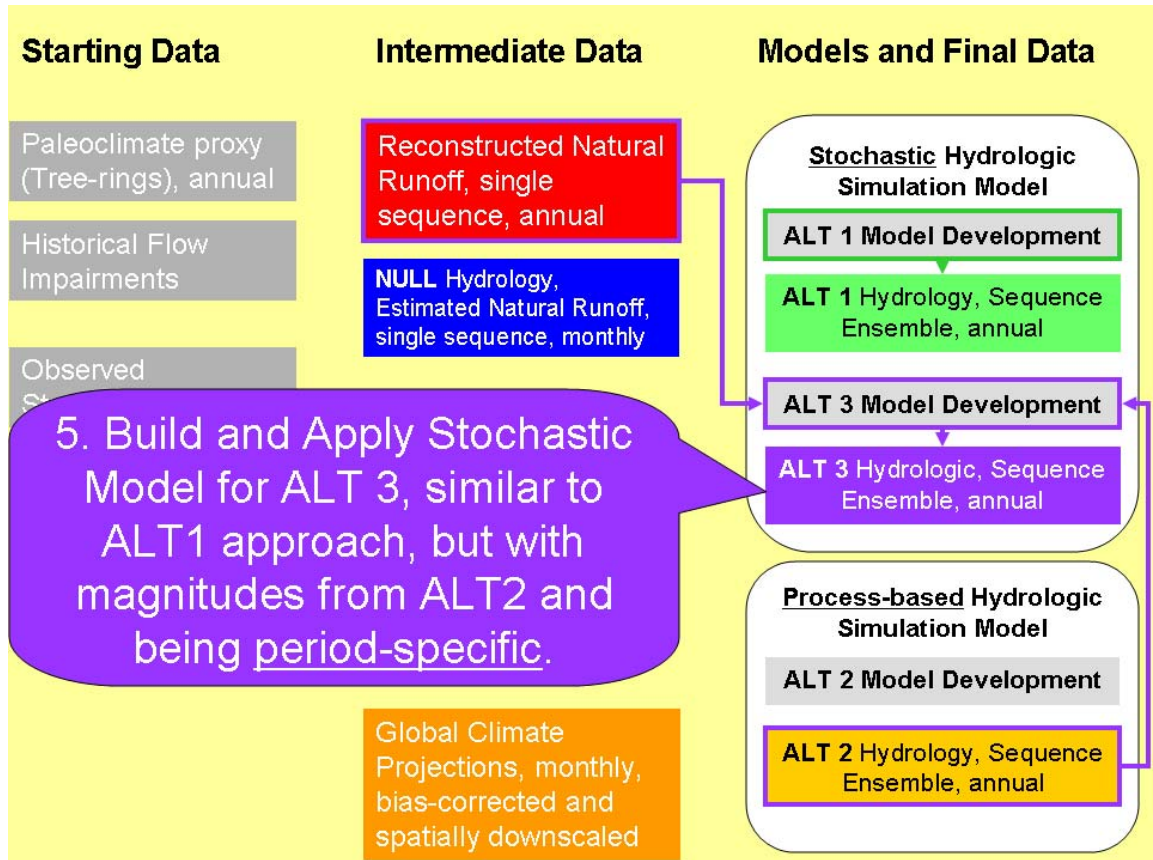 Starting Data
Intermediate Data
Models and Final Data
Paleoclimate proxy
(Tree-rings), annual
Historical Flow
Impairments
Observed
Reconstructed Natural
Runoff, single
sequence, annual
NULL Hydrology,
Estimated Natural Runoff,
single sequence, monthly
5. Build and Apply Stochastic
Model for ALT 3, similar to
ALT1 approach, but with
magnitudes from ALT2 and
being period-specific.
Global Climate
Projections, monthly,
bias-corrected and
spatially downscaled
Stochastic Hydrologic
Simulation Model
ALT 1 Model Development
ALT 1 Hydrology, Sequence
Ensemble, annual
ALT 3 Model Development
ALT 3 Hydrologic, Sequence
Ensemble, annual
Process-based Hydrologic
Simulation Model
ALT 2 Model Development
ALT 2 Hydrology, Sequence
Ensemble, annual